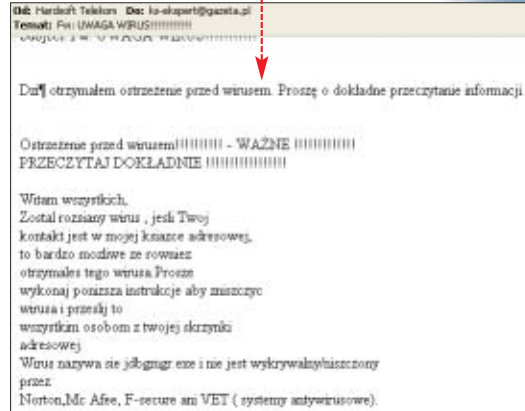 Od: Hardsoft Telekom Do: ks-ekspert@gazeta.pl
Temat: Fw: UWAGA WIRUS!!!!!!!!!!!
Subject: Fw: UWAGA WIRUS!!!!!!!!!!!!
Dzi¶ otrzymałem ostrzeżenie przed wirusem. Proszę o dokładne przeczytanie informacji
Ostrzeżenie przed wirusem!!!!!!!!!! - WAŻNE !!!!!!!!!!!!!
PRZECZYTAJ DOKŁADNIE !!!!!!!!!!!!!!!!!
Witam wszystkich,
Zostal rozsiany wirus , jesli Twoj
kontakt jest w mojej ksiazce adresowej,
to bardzo mozliwe ze rowniez
otrzymales tego wirusa.Prosze
wykonaj ponizsza instrukcje aby zniszczyc
wirusa i przeslij to
wszystkim osobom z twojej skrzynki
adresowej
Wirus nazywa sie jdbgmgr.exe i nie jest wykrywalny/niszczony
przez
Norton,Mc Afee, F-secure ani VET ( systemy antywirusowe).